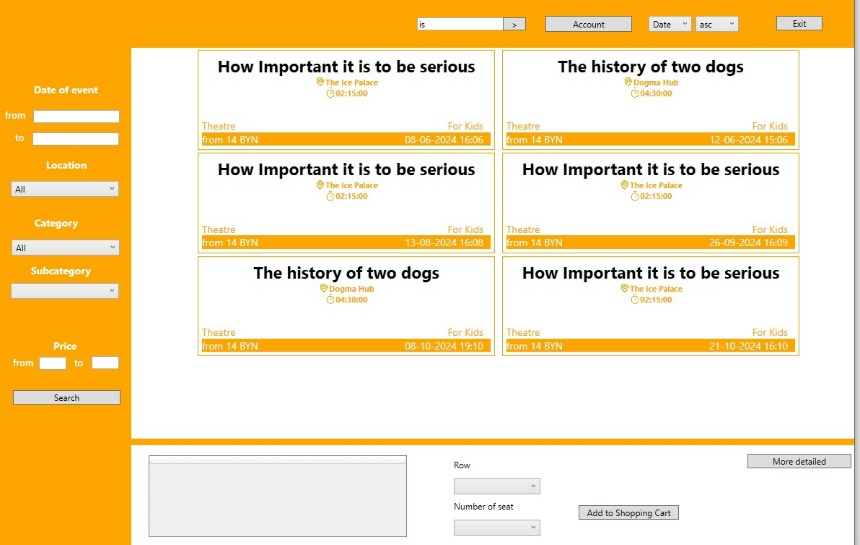 is > Account Date asc Exit
Date of event
from
to
Location
All
Category
All
Subcategory
Price
from to
Search
How Important it is to be serious
The Ice Palace
02:15:00
Theatre For Kids
from 14 BYN 08-06-2024 16:06
The history of two dogs
Dogma Hub
04:30:00
Theatre For Kids
from 14 BYN 12-06-2024 15:06
How Important it is to be serious
The Ice Palace
02:15:00
Theatre For Kids
from 14 BYN 13-08-2024 16:08
How Important it is to be serious
The Ice Palace
02:15:00
Theatre For Kids
from 14 BYN 26-09-2024 16:09
The history of two dogs
Dogma Hub
04:30:00
Theatre For Kids
from 14 BYN 08-10-2024 19:10
How Important it is to be serious
The Ice Palace
02:15:00
Theatre For Kids
from 14 BYN 21-10-2024 16:10
Row
Number of seat
Add to Shopping Cart
More detailed